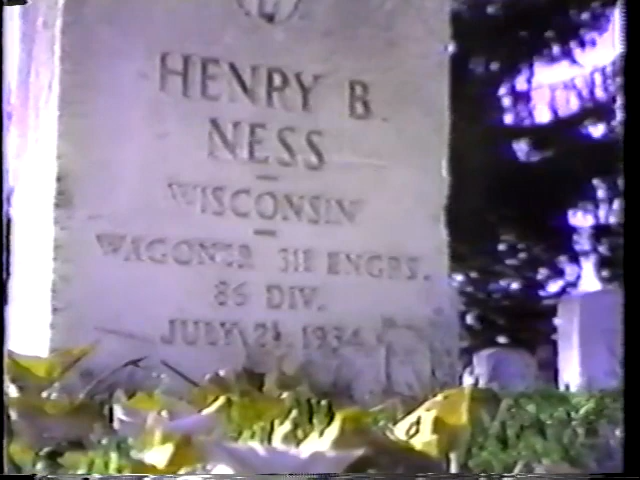 HENRY B.
NESS
WISCONSIN
WAGONER 311 ENGRS.
86 DIV.
JULY 1934